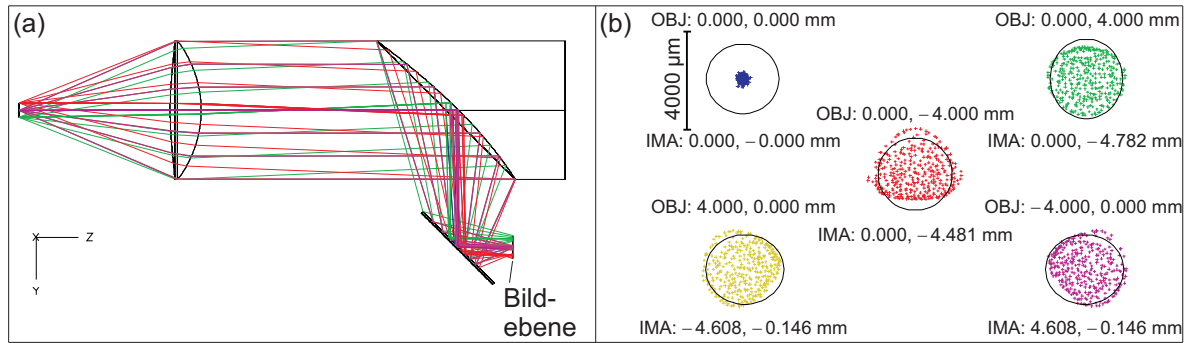 (a)
X
Z
Y
Bild-
ebene
(b)
OBJ: 0.000, 0.000 mm
4000 µm
IMA: 0.000, −0.000 mm
OBJ: 0.000, 4.000 mm
IMA: 0.000, −4.782 mm
OBJ: 0.000, −4.000 mm
IMA: 0.000, −4.481 mm
OBJ: 4.000, 0.000 mm
IMA: −4.608, −0.146 mm
OBJ: −4.000, 0.000 mm
IMA: 4.608, −0.146 mm